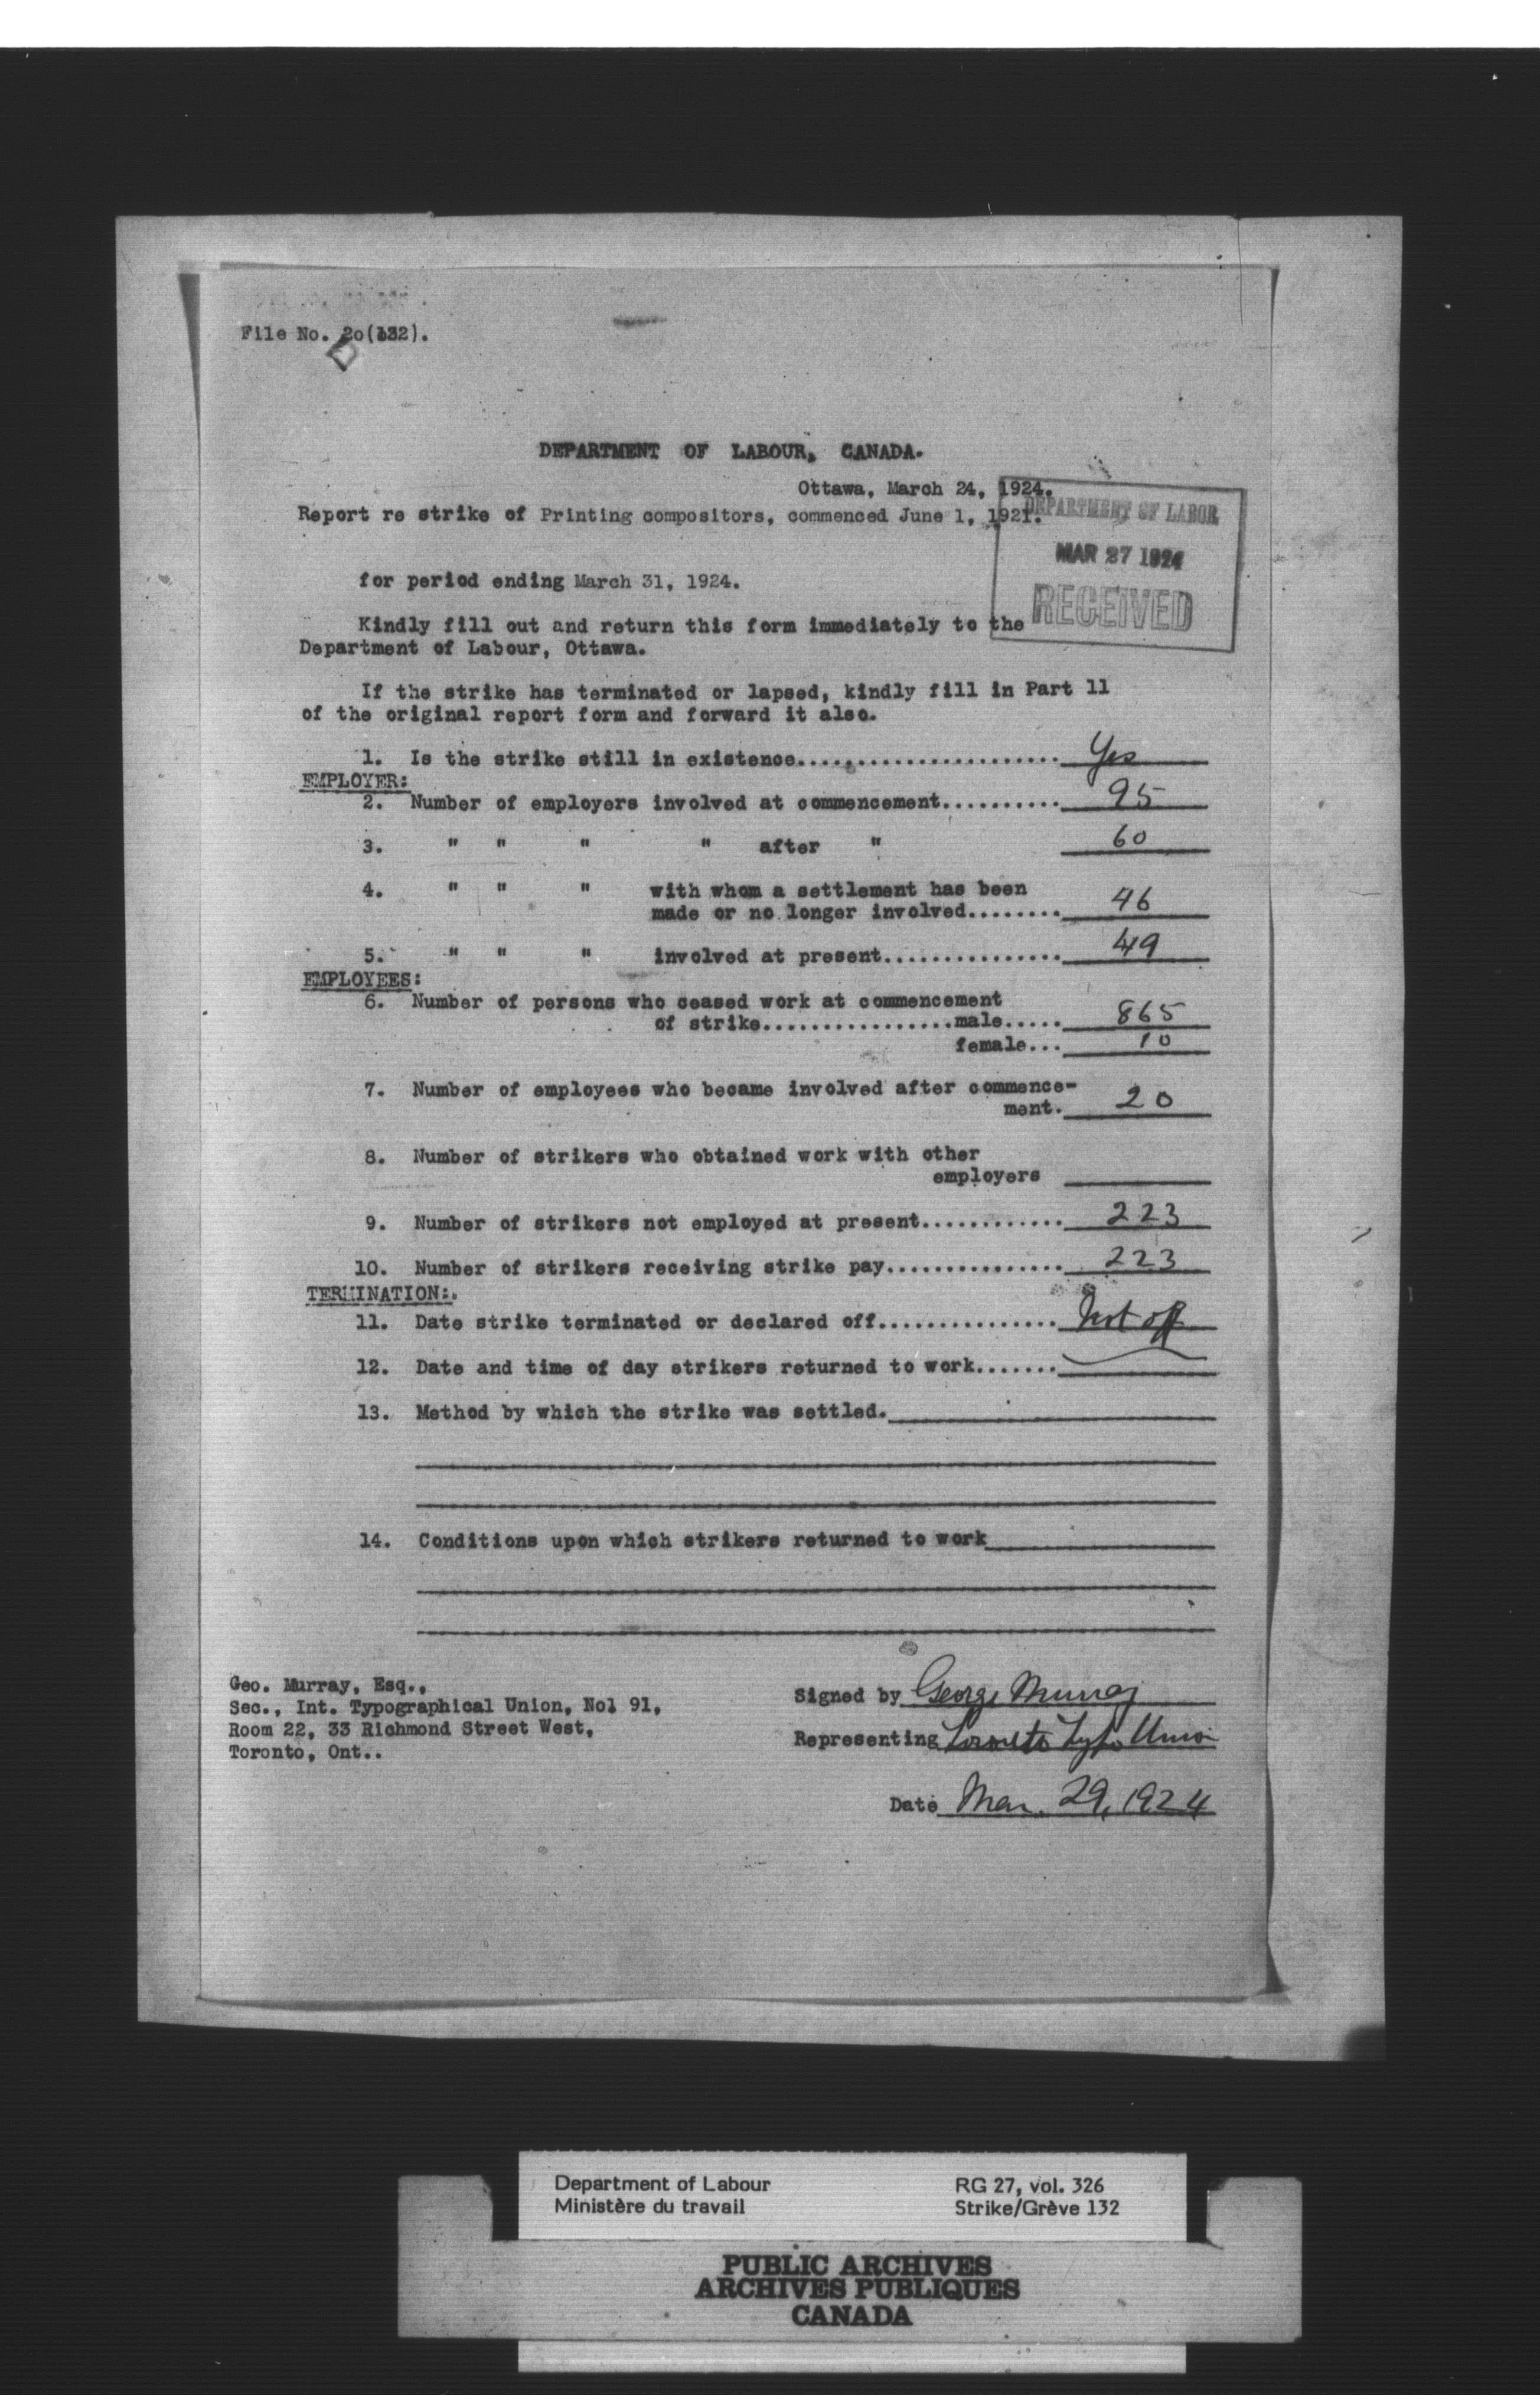 File No. 20(132).
DEPARTMENT OF LABOUR, CANADA.
Ottawa, March 24, 1924.
Report re strike of Printing compositors, commenced June 1, 1921.
DEPARTMENT OF LABOR
MAR 27 1924
RECEIVED
for period ending March 31, 1924.
Kindly fill out and return this form immediately to the
Department of Labour, Ottawa.
If the strike has terminated or lapsed, kindly fill in Part 11
of the original report form and forward it also.
1. Is the strike still in existence........................ Yes
EMPLOYER:
2. Number of employers involved at commencement.......... 95
3. " " " " after " 60
4. " " " with whom a settlement has been
made or no longer involved........ 46
5. " " " involved at present............... 49
EMPLOYEES:
6. Number of persons who ceased work at commencement
of strike................male..... 865
female... 10
7. Number of employees who became involved after commence-
ment. 20
8. Number of strikers who obtained work with other
employers
9. Number of strikers not employed at present............ 223
10. Number of strikers receiving strike pay............... 223
TERMINATION:.
11. Date strike terminated or declared off............... Not off
12. Date and time of day strikers returned to work.......
13. Method by which the strike was settled.
14. Conditions upon which strikers returned to work
Geo. Murray, Esq.,
Sec., Int. Typographical Union, No1 91,
Room 22, 33 Richmond Street West,
Toronto, Ont..
Signed by George Murray
Representing Toronto Typo Union
Date Mar. 29, 1924
Department of Labour
Ministère du travail
RG 27, vol. 326
Strike/Grève 132
PUBLIC ARCHIVES
ARCHIVES PUBLIQUES
CANADA